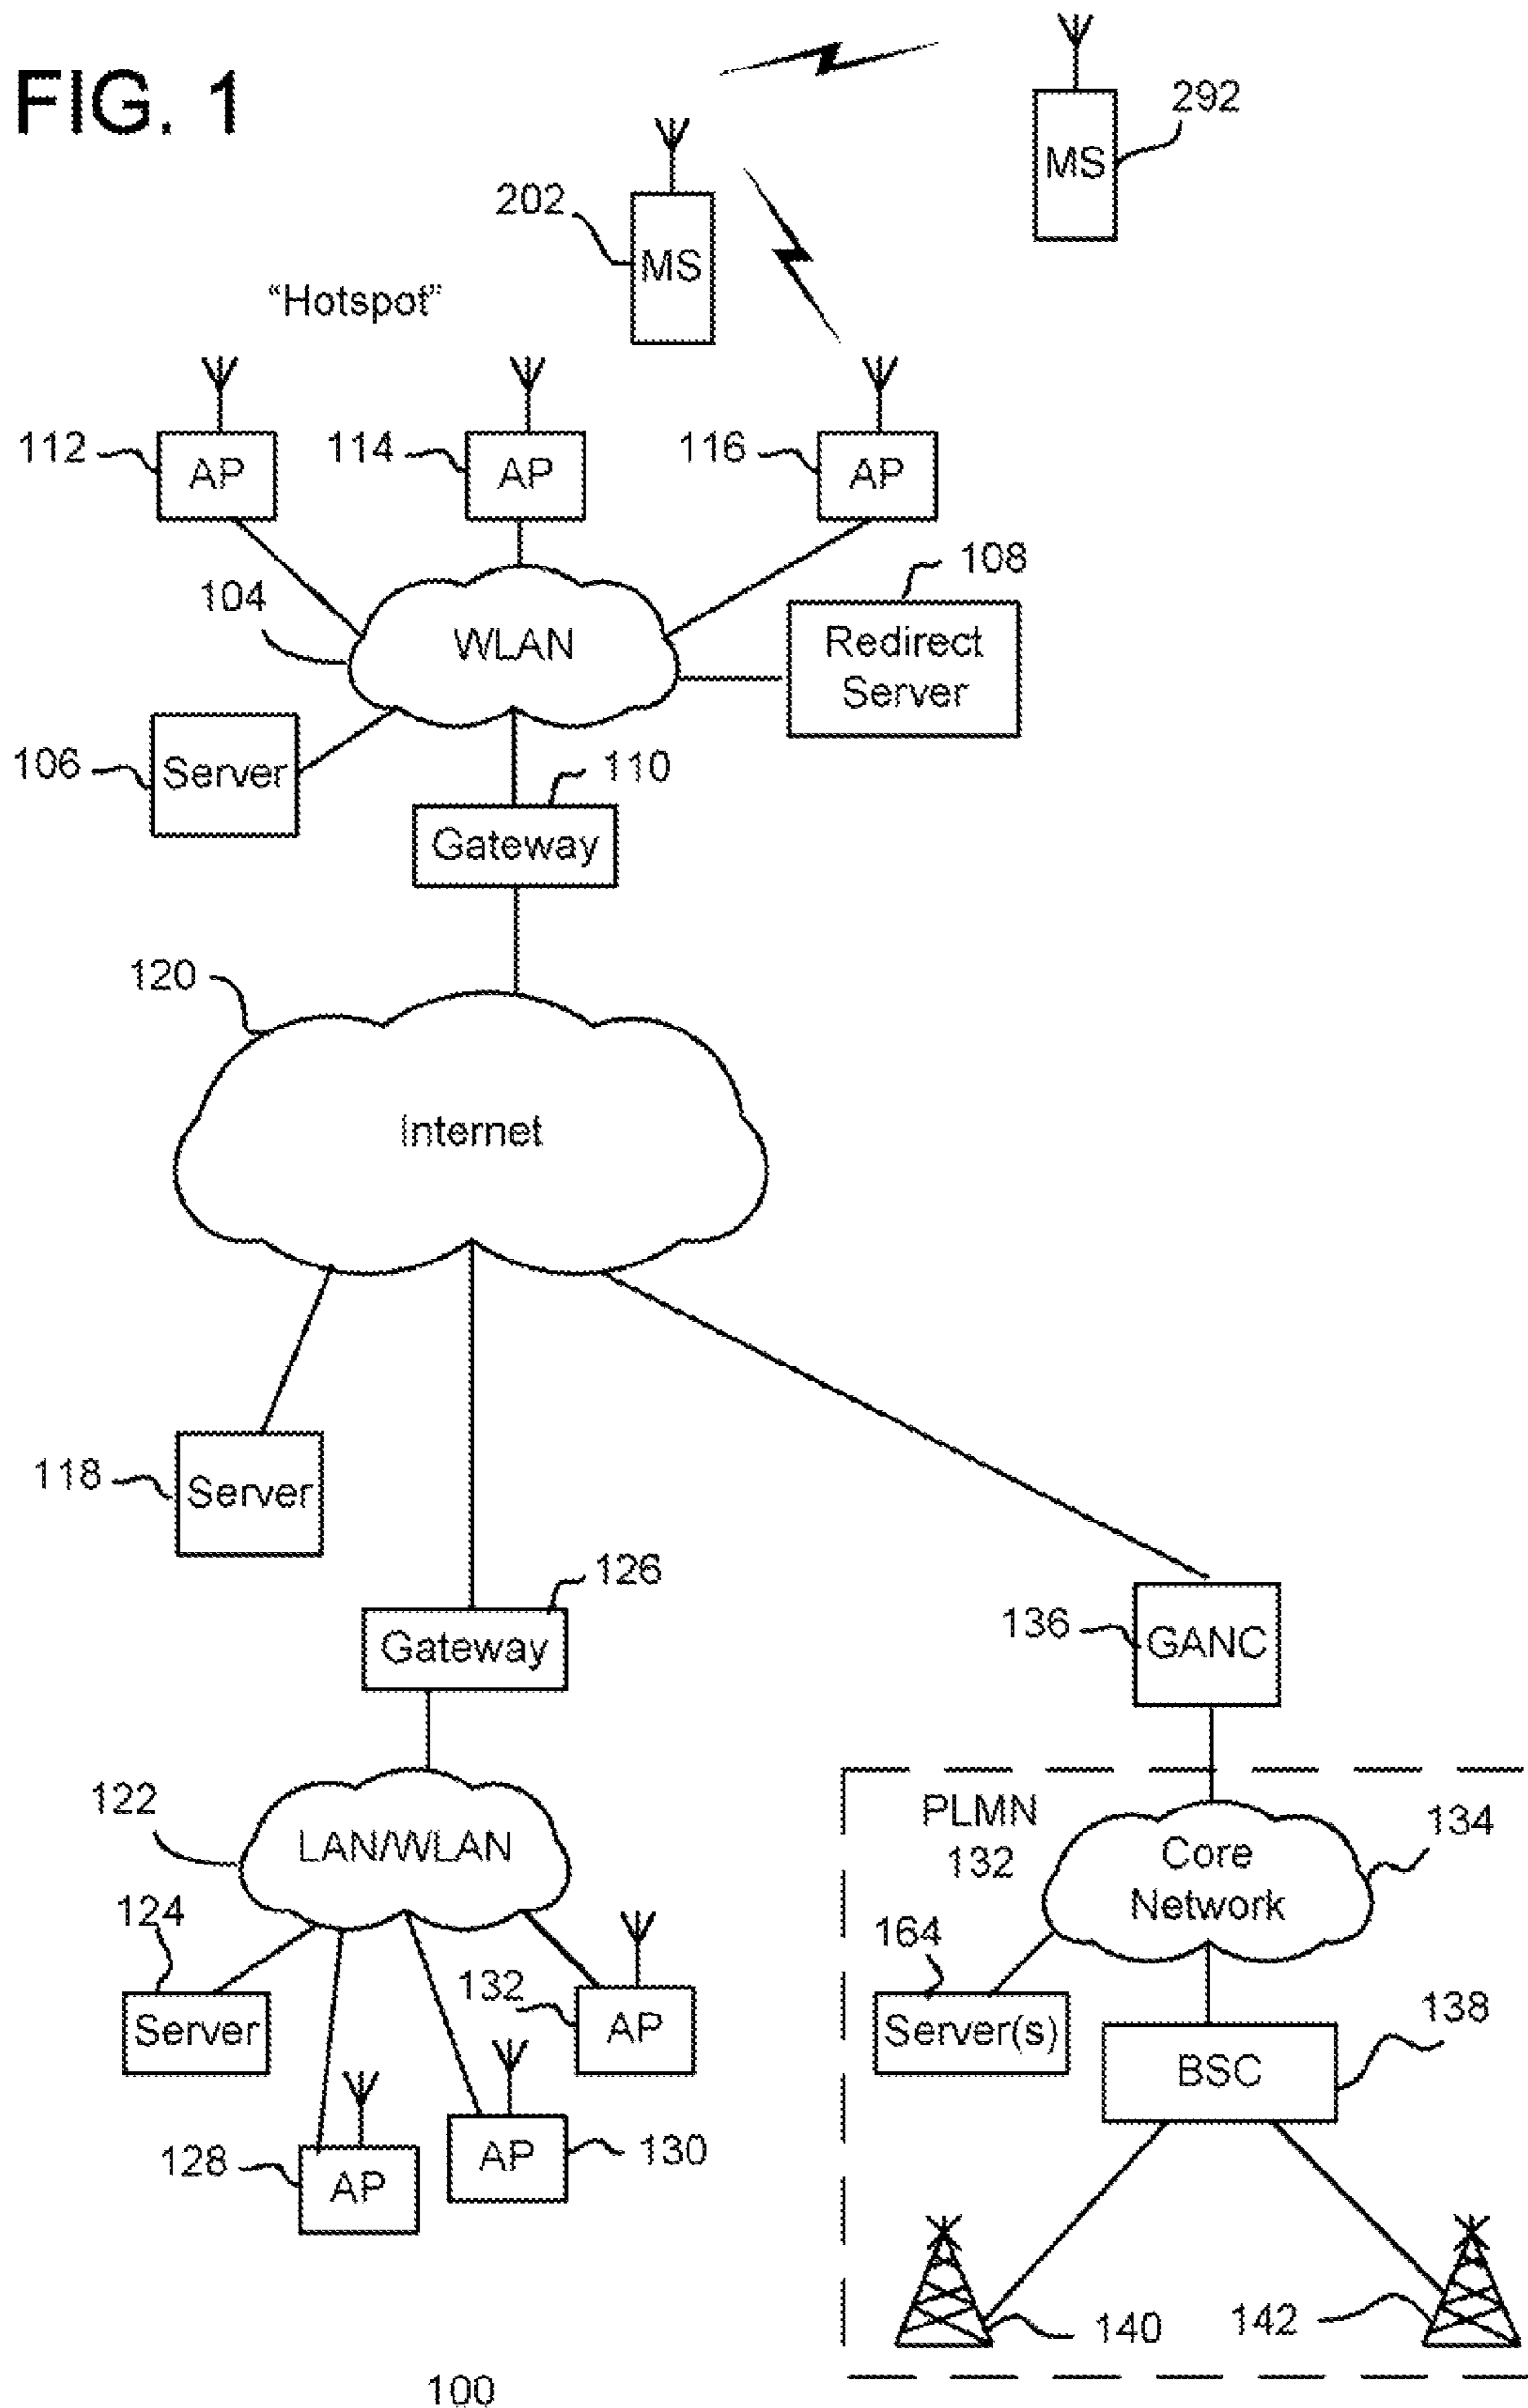 FIG. 1
292
MS
202
MS
“Hotspot”
112
AP
114
AP
116
AP
104
WLAN
108
Redirect
Server
106
Server
110
Gateway
120
Internet
118
Server
126
Gateway
136
GANC
122
LAN/WLAN
PLMN
132
134
Core
Network
124
Server
132
AP
164
Server(s)
138
BSC
128
AP
AP
130
140
142
100